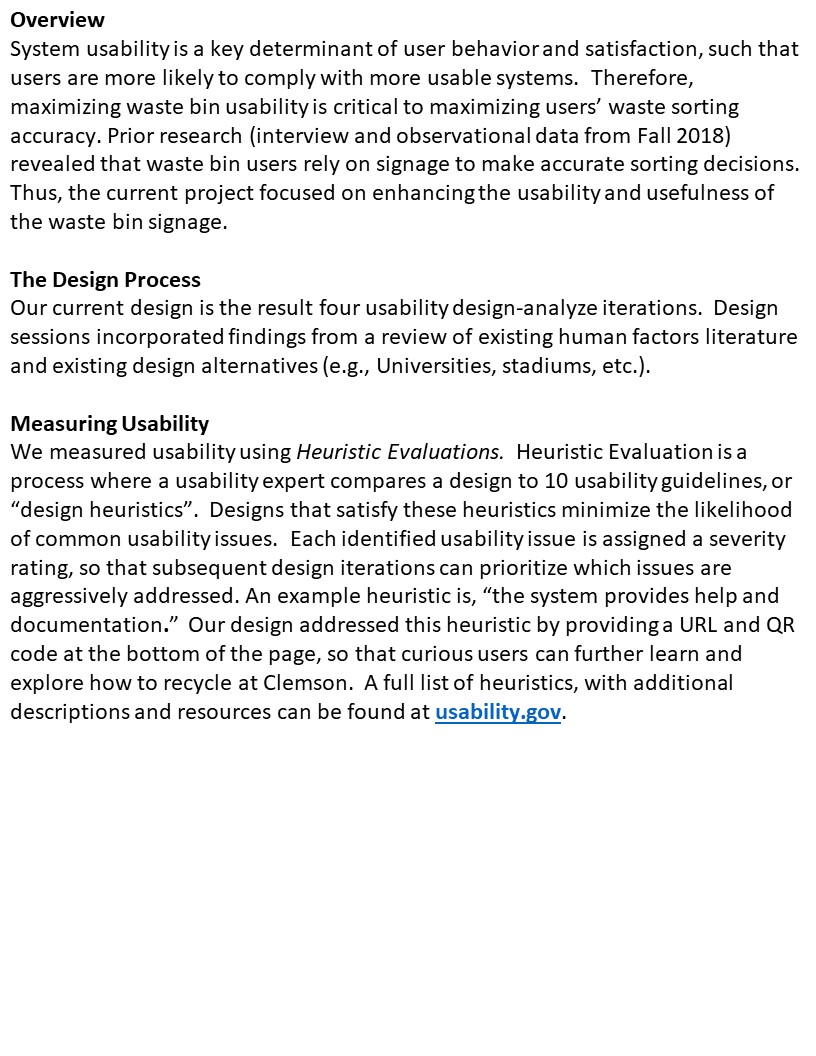 Overview
System usability is a key determinant of user behavior and satisfaction, such that
users are more likely to comply with more usable systems.  Therefore,
maximizing waste bin usability is critical to maximizing users’ waste sorting
accuracy. Prior research (interview and observational data from Fall 2018)
revealed that waste bin users rely on signage to make accurate sorting decisions.
Thus, the current project focused on enhancing the usability and usefulness of
the waste bin signage.
The Design Process
Our current design is the result four usability design-analyze iterations.  Design
sessions incorporated findings from a review of existing human factors literature
and existing design alternatives (e.g., Universities, stadiums, etc.).
Measuring Usability
We measured usability using Heuristic Evaluations.  Heuristic Evaluation is a
process where a usability expert compares a design to 10 usability guidelines, or
“design heuristics”.  Designs that satisfy these heuristics minimize the likelihood
of common usability issues.  Each identified usability issue is assigned a severity
rating, so that subsequent design iterations can prioritize which issues are
aggressively addressed. An example heuristic is, “the system provides help and
documentation.”  Our design addressed this heuristic by providing a URL and QR
code at the bottom of the page, so that curious users can further learn and
explore how to recycle at Clemson.  A full list of heuristics, with additional
descriptions and resources can be found at usability.gov.